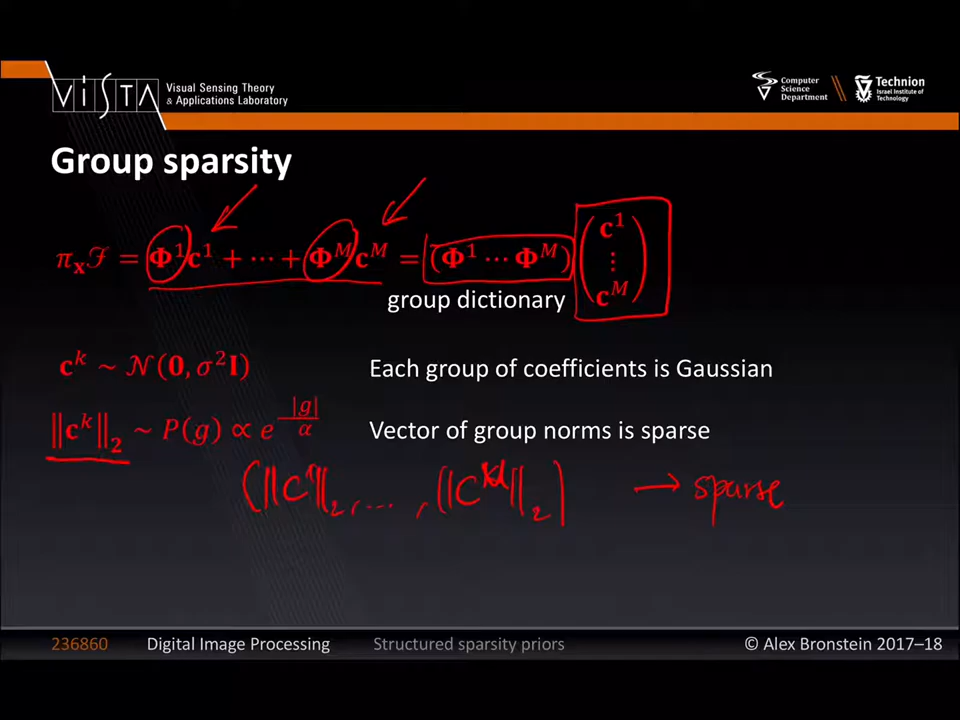 ViSTA Visual Sensing Theory & Applications Laboratory
Computer Science Department
Technion Israel Institute of Technology
Group sparsity
π𝐱ℱ = 𝚽¹𝐜¹ + ⋯ + 𝚽ᴹ𝐜ᴹ = (𝚽¹ ⋯ 𝚽ᴹ) (𝐜¹ ⋮ 𝐜ᴹ)
group dictionary
𝐜ᵏ ~ 𝒩(𝟎, σ²𝐈) Each group of coefficients is Gaussian
‖𝐜ᵏ‖₂ ~ P(g) ∝ e^(−|g|/α) Vector of group norms is sparse
(‖C¹‖₂, ..., ‖C ‖₂) → sparse
236860 Digital Image Processing Structured sparsity priors © Alex Bronstein 2017–18